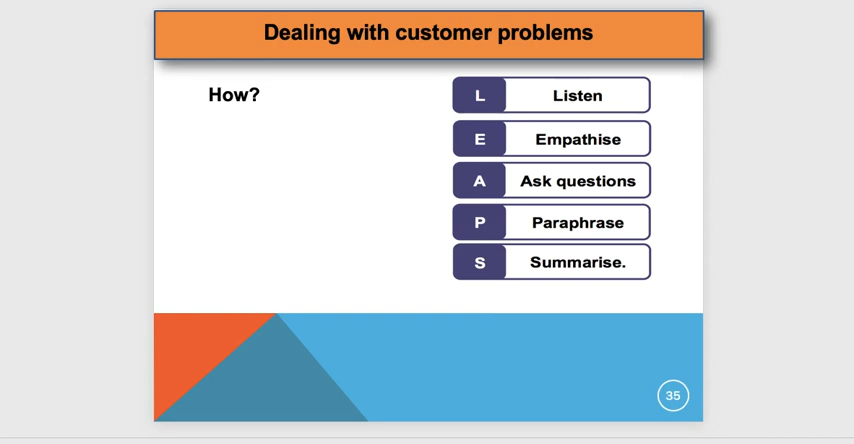 Dealing with customer problems
How?
L Listen
E Empathise
A Ask questions
P Paraphrase
S Summarise.
35